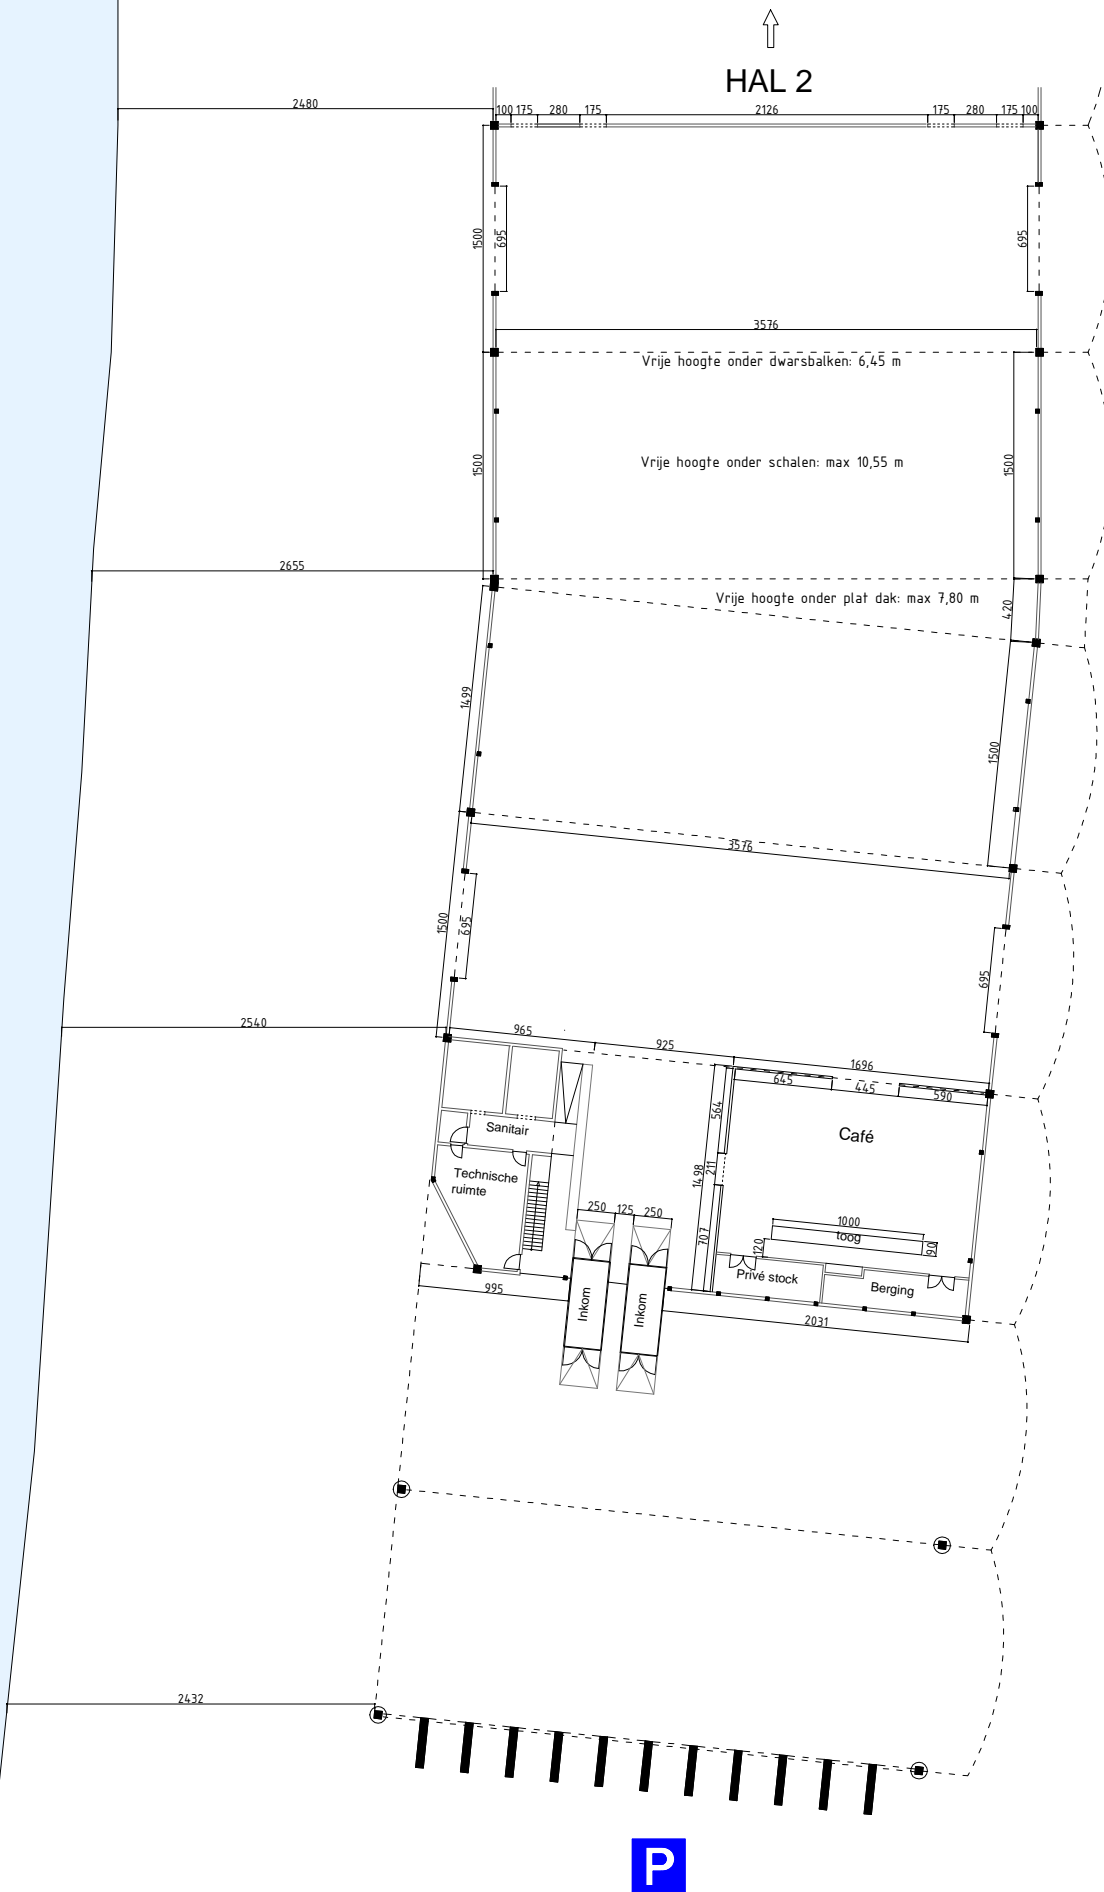 HAL 2
2480
100 175 280 175 2126 175 280 175 100
1500
695
695
3576
Vrije hoogte onder dwarsbalken: 6,45 m
1500
Vrije hoogte onder schalen: max 10,55 m
1500
2655
Vrije hoogte onder plat dak: max 7,80 m
420
1499
1500
3576
1500
695
695
2540
965
925
1696
645
445
590
564
Café
Sanitair
1498
211
Technische
ruimte
250 125 250
1000
toog
707
120
90
Privé stock
Berging
995
Inkom
Inkom
2031
2432
P